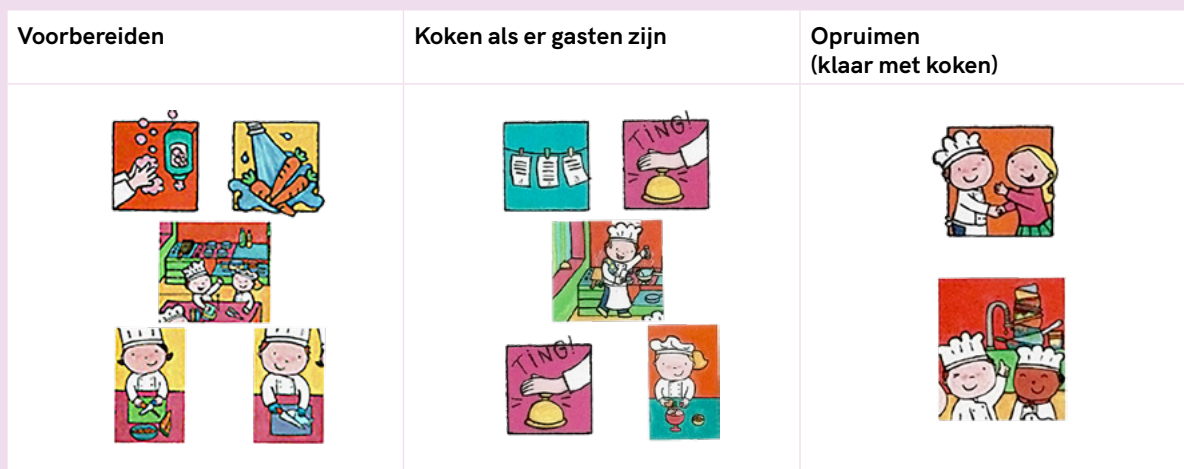 Voorbereiden
Koken als er gasten zijn
Opruimen
(klaar met koken)
TING!
TING!